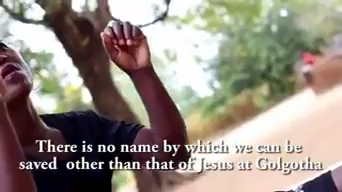 There is no name by which we can be
saved other than that of Jesus at Golgotha